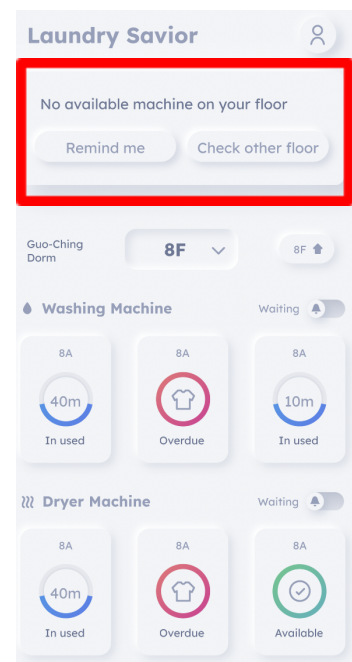 Laundry Savior
No available machine on your floor
Remind me
Check other floor
Guo-Ching
Dorm
8F
8F
Washing Machine
Waiting
8A
8A
8A
40m
10m
In used
Overdue
In used
Dryer Machine
Waiting
8A
8A
8A
40m
In used
Overdue
Available